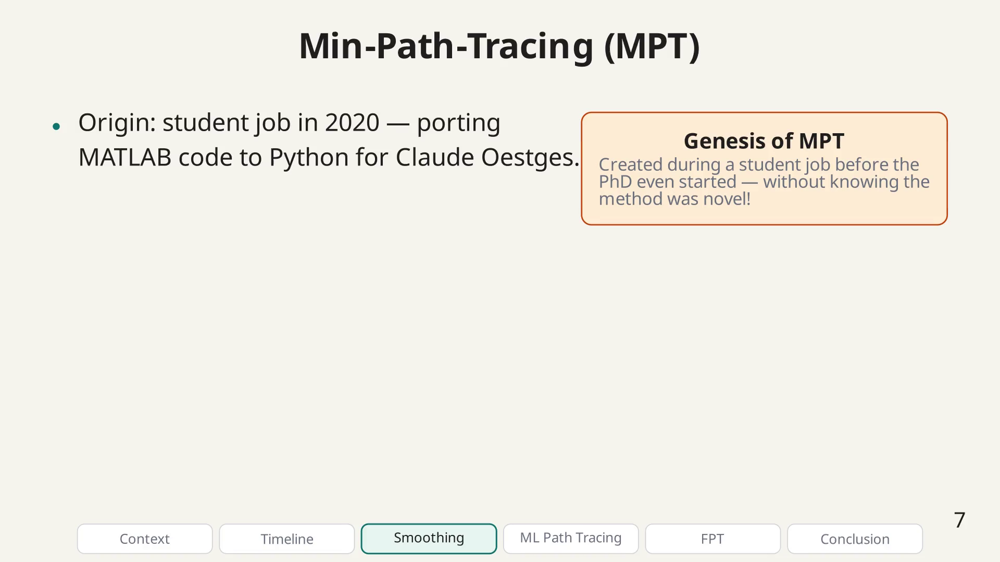 Min-Path-Tracing (MPT)
• Origin: student job in 2020 — porting
MATLAB code to Python for Claude Oestges.
Genesis of MPT
Created during a student job before the
PhD even started — without knowing the
method was novel!
7
Context
Timeline
Smoothing
ML Path Tracing
FPT
Conclusion